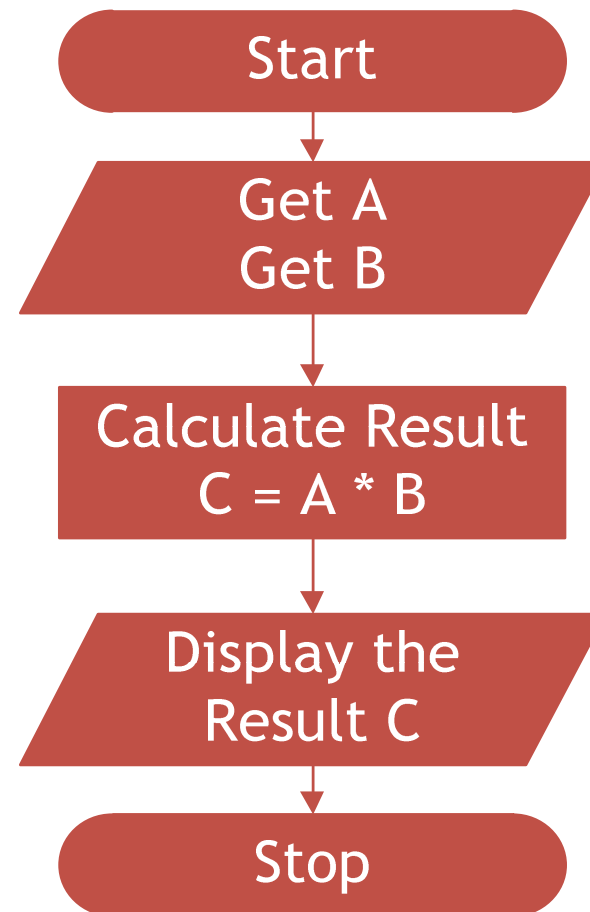 Start
Get A
Get B
Calculate Result
C = A * B
Display the
Result C
Stop